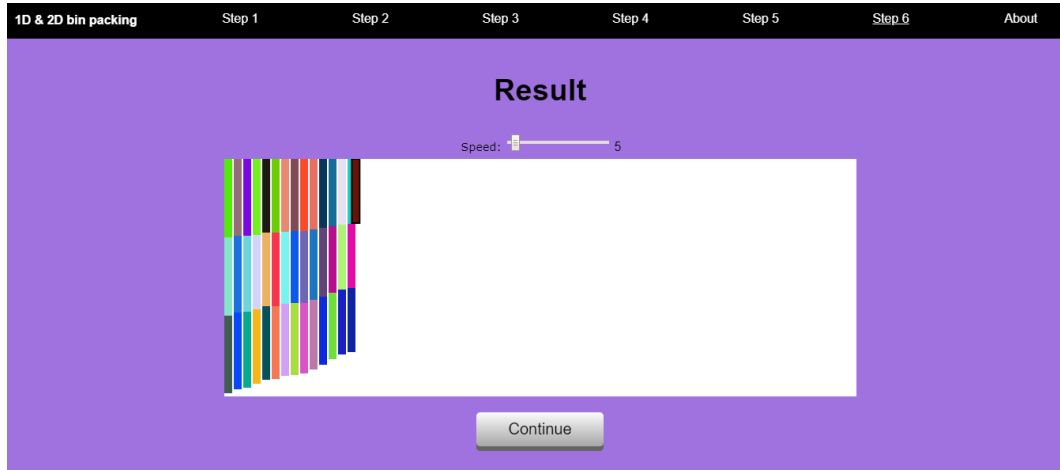 1D & 2D bin packing Step 1 Step 2 Step 3 Step 4 Step 5 Step 6 About
Result
Speed: 5
Continue